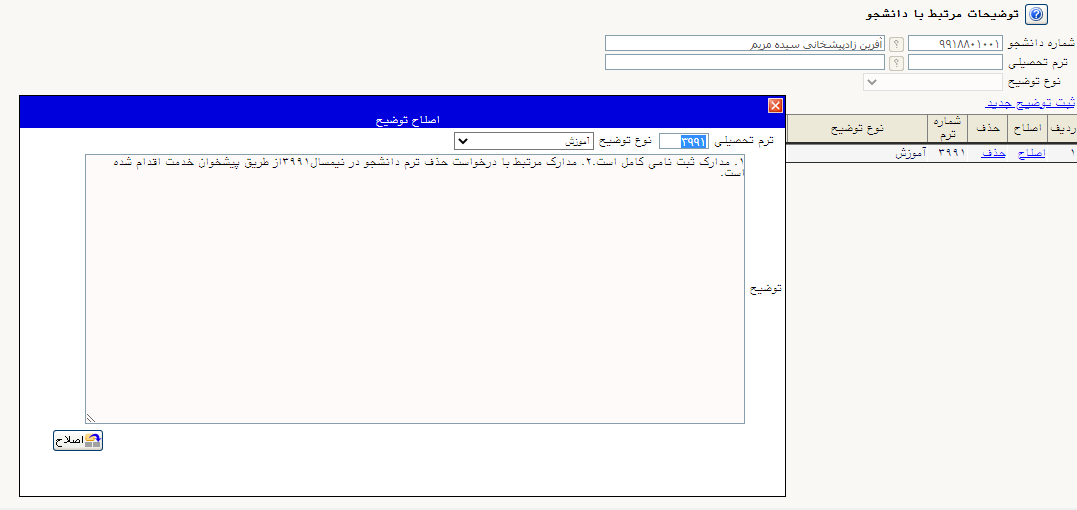 توضیحات مرتبط با دانشجو
شماره دانشجو ۹۹۱۸۸۰۱۰۰۱ ؟ آفرین زادپیشخانی سیده مریم
ترم تحصیلی ؟
نوع توضیح
ثبت توضیح جدید
ردیف اصلاح حذف شماره ترم نوع توضیح
۱ اصلاح حذف ۳۹۹۱ آموزش
اصلاح توضیح
ترم تحصیلی ۳۹۹۱ نوع توضیح آموزش
۱. مدارک ثبت نامی کامل است.۲. مدارک مرتبط با درخواست حذف ترم دانشجو در نیمسال۳۹۹۱از طریق پیشخوان خدمت اقدام شده
است.
توضیح
اصلاح